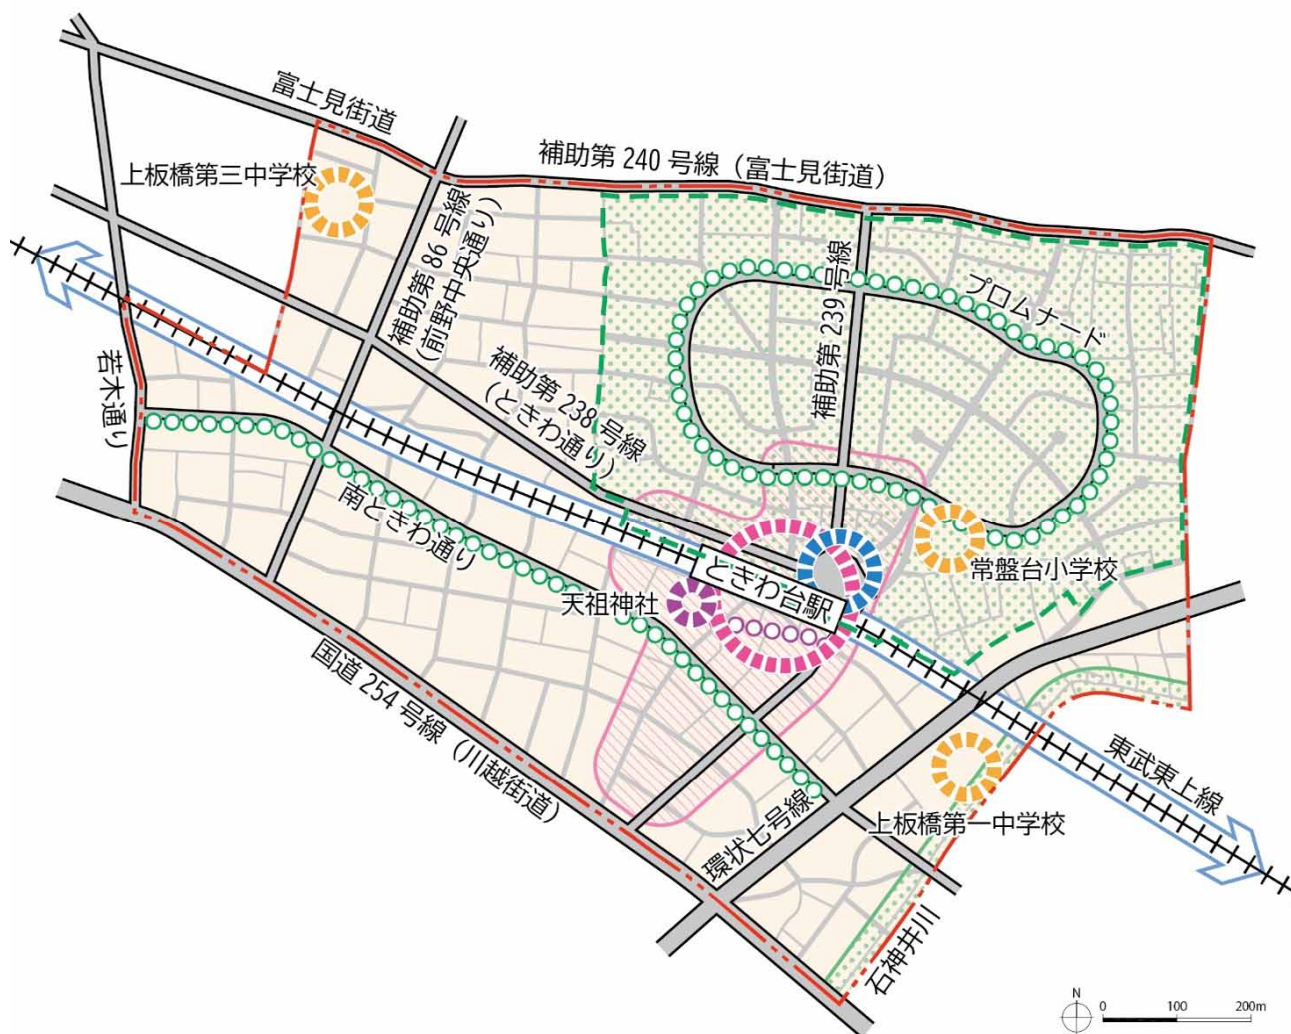 富士見街道
補助第 240 号線（富士見街道）
上板橋第三中学校
補助第 86 号線
（前野中央通り）
補助第 239 号線
プロムナード
若木通り
補助第 238 号線
（ときわ通り）
南ときわ通り
ときわ台駅
常盤台小学校
天祖神社
国道 254 号線（川越街道）
東武東上線
環状七号線
上板橋第一中学校
石神井川
N
0 100 200m